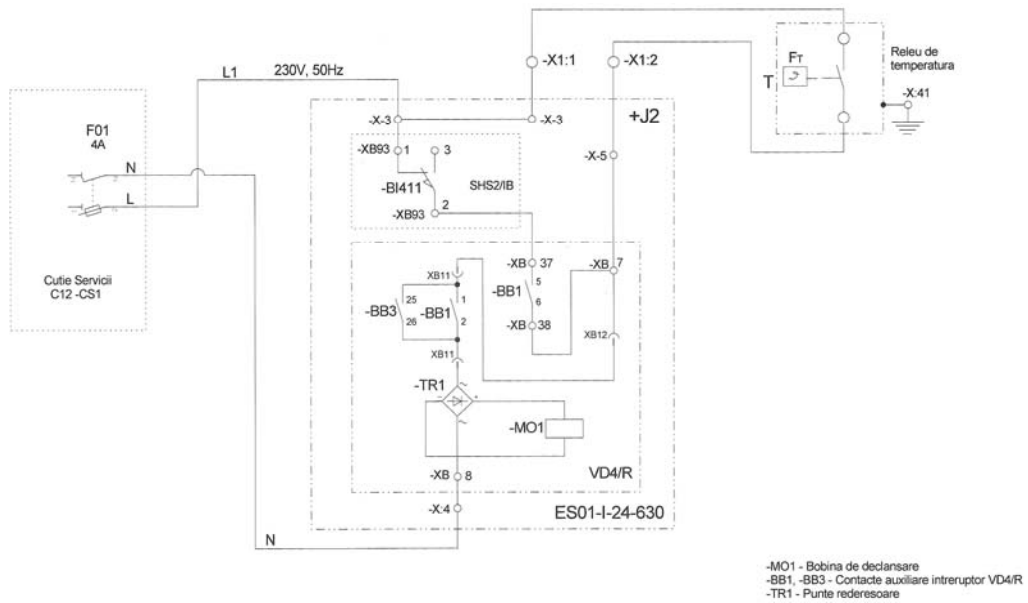 L1
230V, 50Hz
-X1:1
-X1:2
FT
T
Releu de
temperatura
-X:41
+J2
F01
4A
N
L
Cutie Servicii
C12 -CS1
-X-3
-X-3
-XB93 1
3
-BI411
SHS2/IB
-XB93
2
-X-5
-XB 37
-XB 7
5
-BB1
6
-XB 38
XB12
XB11
25
-BB3
26
1
-BB1
2
XB11
-TR1
~
-
+
~
-MO1
-XB 8
VD4/R
-X:4
ES01-I-24-630
N
-MO1 - Bobina de declansare
-BB1, -BB3 - Contacte auxiliare intreruptor VD4/R
-TR1 - Punte rederesoare